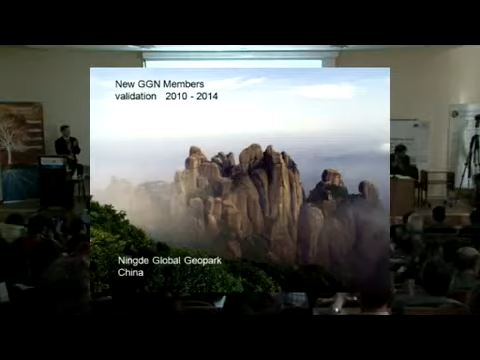 New GGN Members
validation 2010 - 2014
Ningde Global Geopark
China